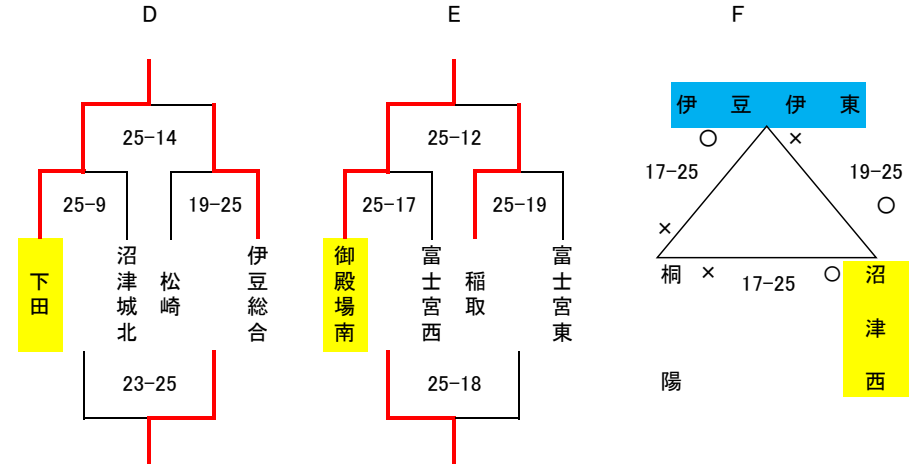 D
E
F
25-14
25-9
19-25
下田
沼津城北
松崎
伊豆総合
23-25
25-12
25-17
25-19
御殿場南
富士宮西
稲取
富士宮東
25-18
伊豆伊東
○
×
17-25
19-25
○
×
桐陽
×
17-25
○
沼津西